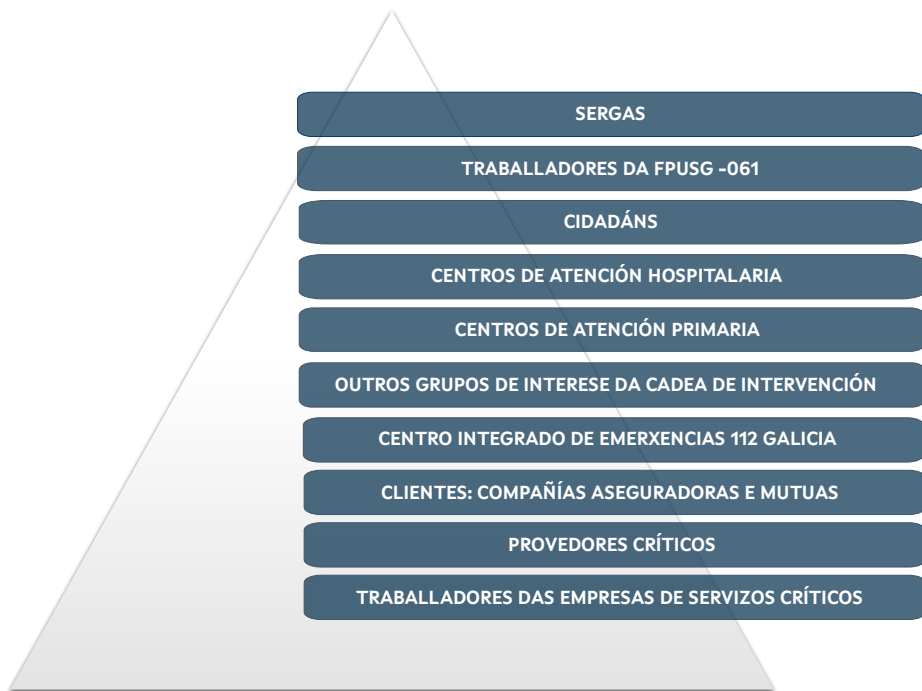 SERGAS
TRABALLADORES DA FPUSG -061
CIDADÁNS
CENTROS DE ATENCIÓN HOSPITALARIA
CENTROS DE ATENCIÓN PRIMARIA
OUTROS GRUPOS DE INTERESE DA CADEA DE INTERVENCIÓN
CENTRO INTEGRADO DE EMERXENCIAS 112 GALICIA
CLIENTES: COMPAÑÍAS ASEGURADORAS E MUTUAS
PROVEDORES CRÍTICOS
TRABALLADORES DAS EMPRESAS DE SERVIZOS CRÍTICOS